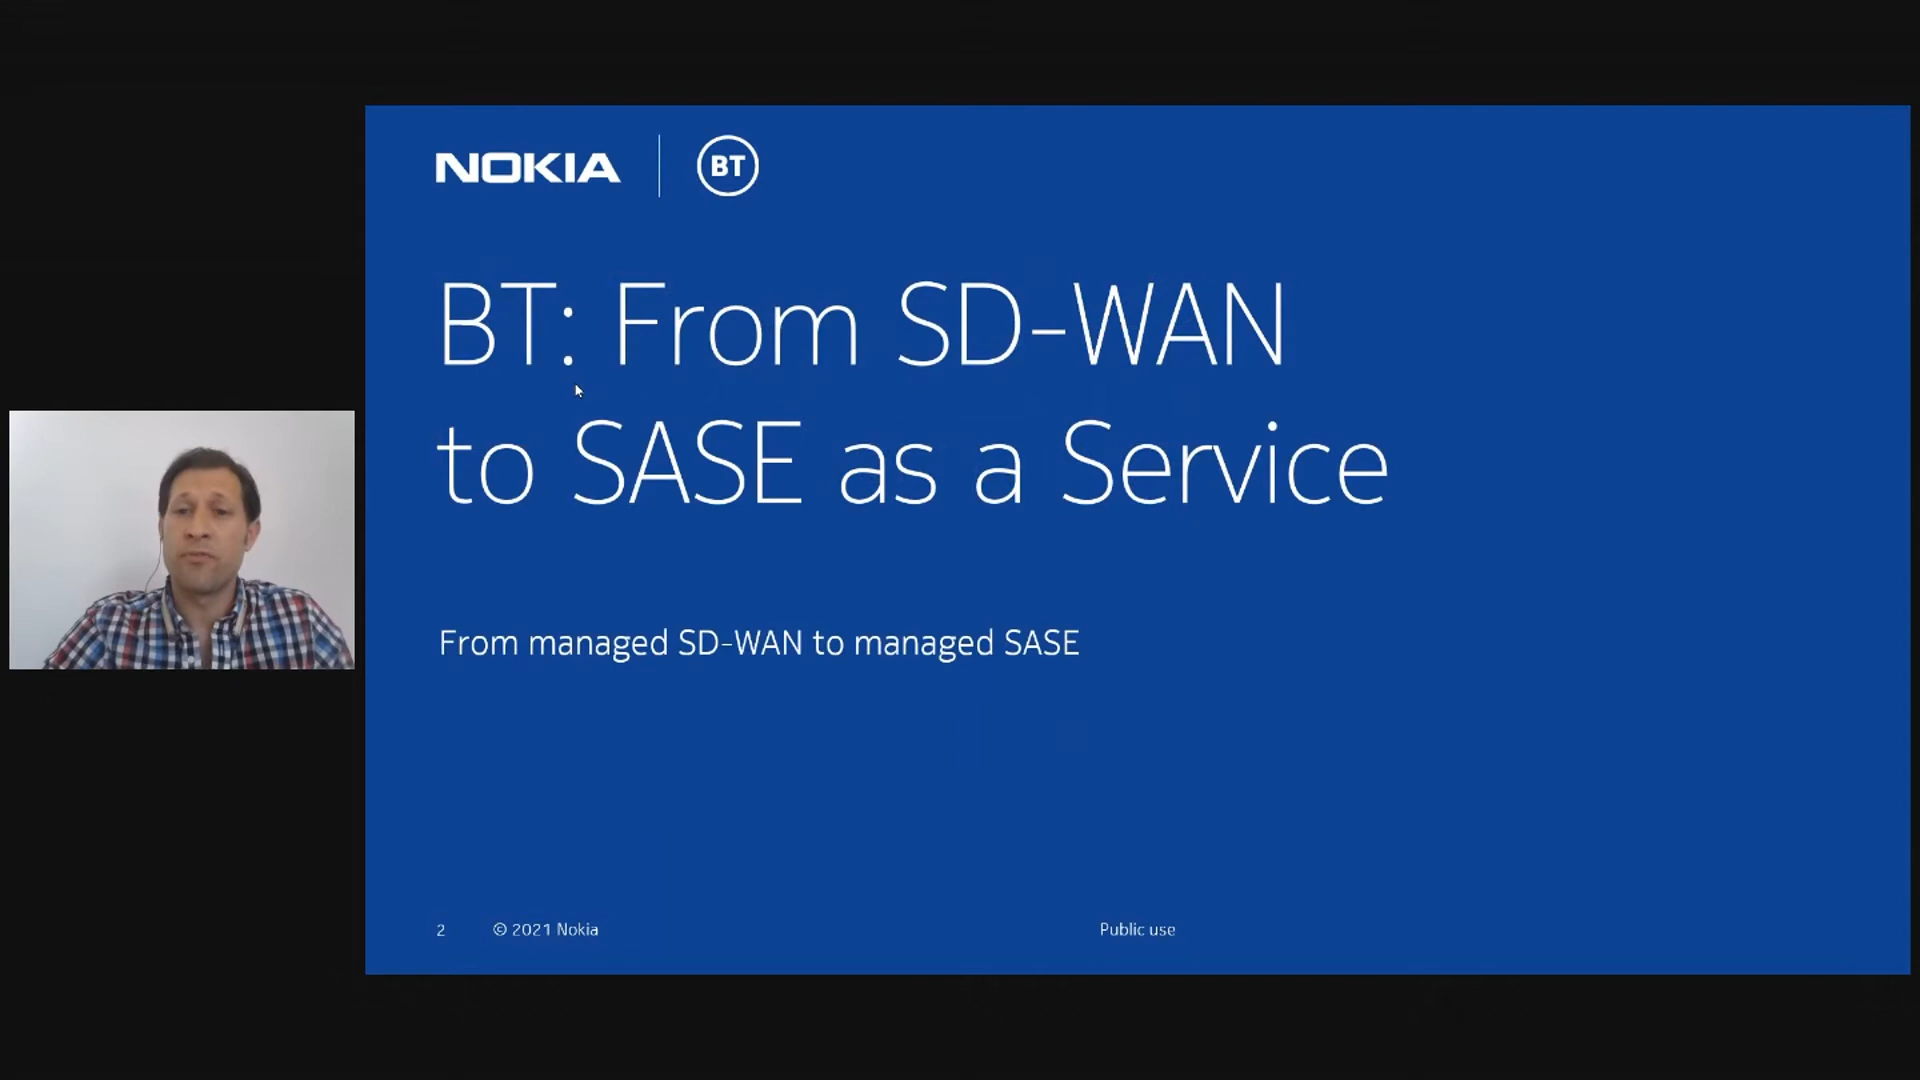 NOKIA
BT
BT: From SD-WAN
to SASE as a Service
From managed SD-WAN to managed SASE
2 © 2021 Nokia Public use